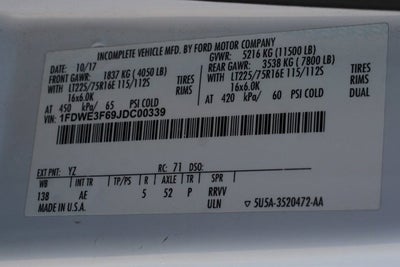 INCOMPLETE VEHICLE MFD. BY FORD MOTOR COMPANY
DATE: 10/17 GVWR: 5216 KG (11500 LB)
FRONT GAWR: 1837 KG (4050 LB) REAR GAWR: 3538 KG (7800 LB)
WITH LT225/75R16E 115/112S TIRES WITH LT225/75R16E 115/112S TIRES
16x6.0K RIMS 16x6.0K RIMS
AT 450 kPa/ 65 PSI COLD AT 420 kPa/ 60 PSI COLD DUAL
VIN: 1FDWE3F69JDC00339
EXT PNT: YZ RC: 71 DSO:
WB INT TR TP/PS R AXLE TR SPR
138 AE 5 52 P RRVV
MADE IN U.S.A. ULN 5U5A-3520472-AA